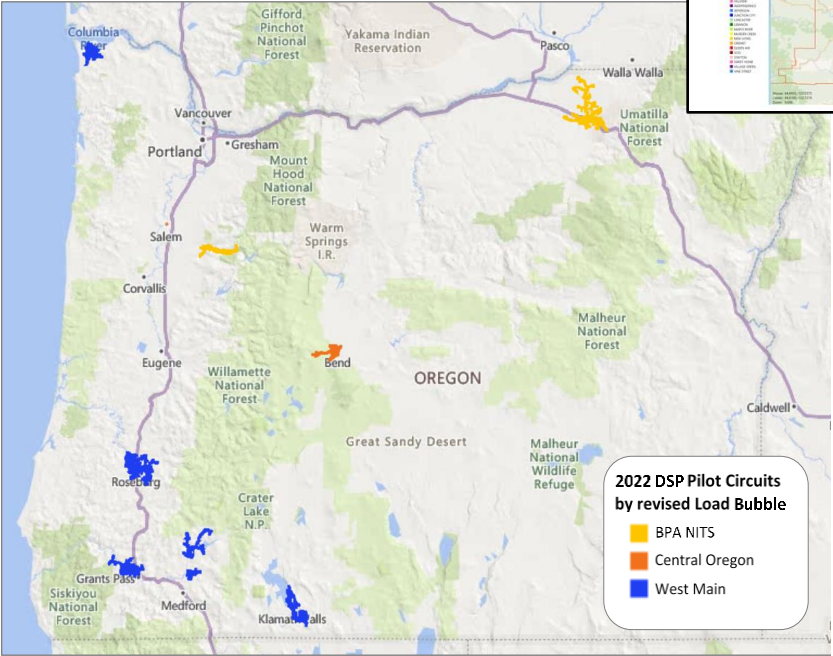 Columbia
River
Gifford
Pinchot
National
Forest
Yakama Indian
Reservation
Pasco
Walla Walla
Vancouver
Portland
Gresham
Umatilla
National
Forest
Mount
Hood
National
Forest
Salem
Warm
Springs
I.R.
Corvallis
Malheur
National
Forest
Eugene
Bend
Willamette
National
Forest
OREGON
Caldwell
Great Sandy Desert
Malheur
National
Wildlife
Refuge
Roseburg
Crater
Lake
N.P.
Grants Pass
Siskiyou
National
Forest
Medford
Klamath Falls
2022 DSP Pilot Circuits
by revised Load Bubble
BPA NITS
Central Oregon
West Main